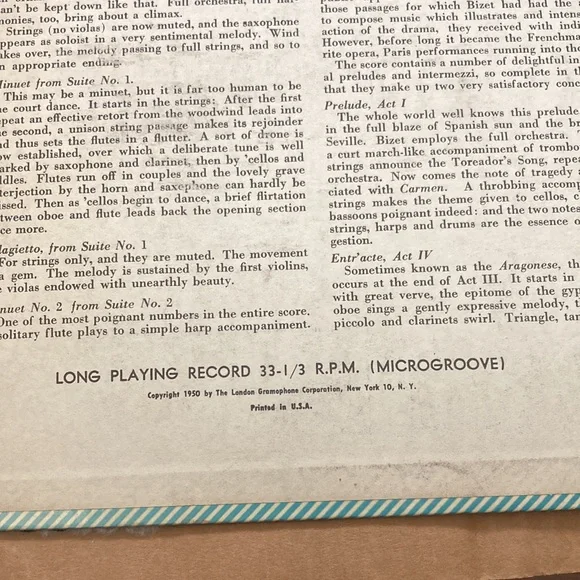 an't be kept down like that. Full orchestra, full har-
monies, too, bring about a climax.
Strings (no violas) are now muted, and the saxophone
appears as soloist in a very sentimental melody. Wind
akes over, the melody passing to full strings, and so to
n appropriate ending.
inuet from Suite No. 1.
This may be a minuet, but it is far too human to be
e court dance. It starts in the strings: After the first
peat an effective retort from the woodwind leads into
e second, a unison string passage makes its rejoinder
nd thus sets the flutes in a flutter. A sort of drone is
ow established, over which a deliberate tune is well
arked by saxophone and clarinet, then by 'cellos and
ddles. Flutes run off in couples and the lovely grave
terjection by the horn and saxophone can hardly be
issed. Then as 'cellos begin to dance, a brief flirtation
tween oboe and flute leads back the opening section
ce more.
dagietto, from Suite No. 1
For strings only, and they are muted. The movement
a gem. The melody is sustained by the first violins,
e violas endowed with unearthly beauty.
nuet No. 2 from Suite No. 2
One of the most poignant numbers in the entire score.
solitary flute plays to a simple harp accompaniment.
those passages for which Bizet had had the
to compose music which illustrates and inten
action of the drama, they received with indi
However, before long it became the Frenchma
rite opera, Paris performances running into the
The score contains a number of delightful in
al preludes and intermezzi, so complete in t
that they make up two very satisfactory conc
Prelude, Act I
The whole world well knows this prelude
in the full blaze of Spanish sun and the br
Seville. Bizet employs the full orchestra.
a curt march-like accompaniment of trombo
strings announce the Toreador's Song, repe
orchestra. Now comes the note of tragedy a
ciated with Carmen. A throbbing accomp
strings makes the theme given to cellos, c
bassoons poignant indeed: and the two notes
strings, harps and drums are the essence o
gestion.
Entr'acte, Act IV
Sometimes known as the Aragonese, th
occurs at the end of Act III. It starts in
with great verve, the epitome of the gyp
oboe sings a gently expressive melody, t
piccolo and clarinets swirl. Triangle, tam
LONG PLAYING RECORD 33-1/3 R.P.M. (MICROGROOVE)
Copyright 1950 by The London Gramophone Corporation, New York 10, N. Y.
Printed in U.S.A.